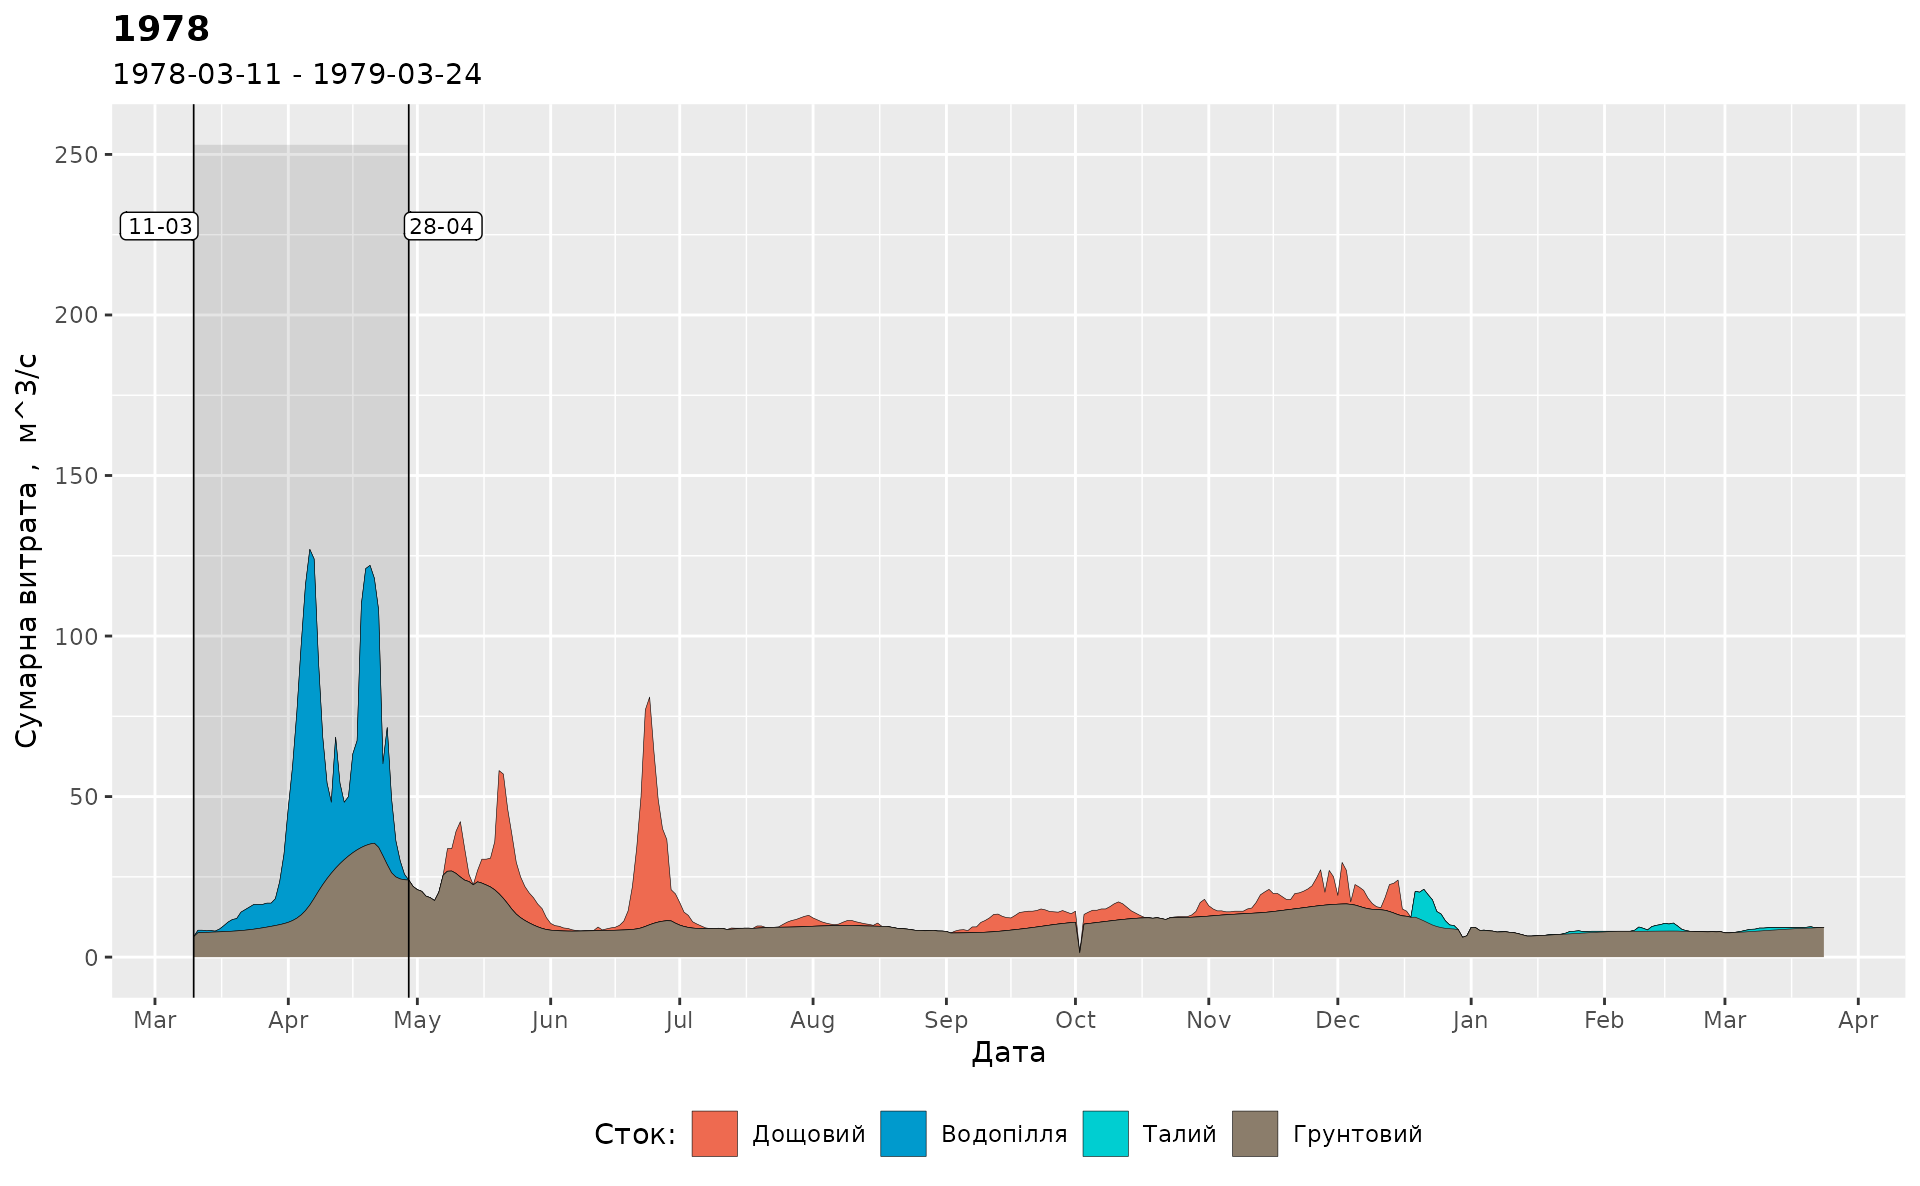 1978
1978-03-11 - 1979-03-24
Сумарна витрата , м^3/с
250
200
150
100
50
0
11-03
28-04
Mar Apr May Jun Jul Aug Sep Oct Nov Dec Jan Feb Mar Apr
Дата
Сток: Дощовий Водопілля Талий Грунтовий